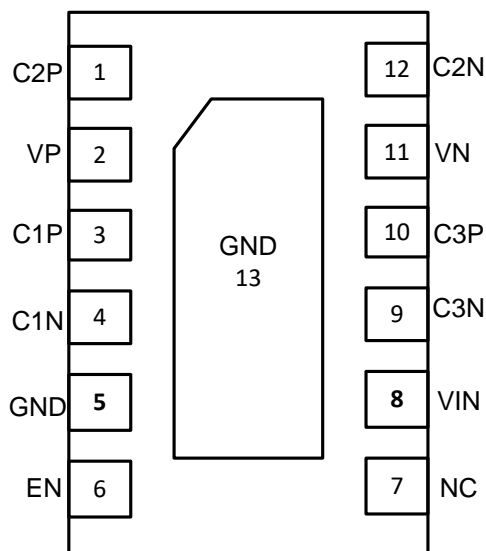 C2P 1 12 C2N
VP 2 11 VN
C1P 3 10 C3P
GND
13
C1N 4 9 C3N
GND 5 8 VIN
EN 6 7 NC